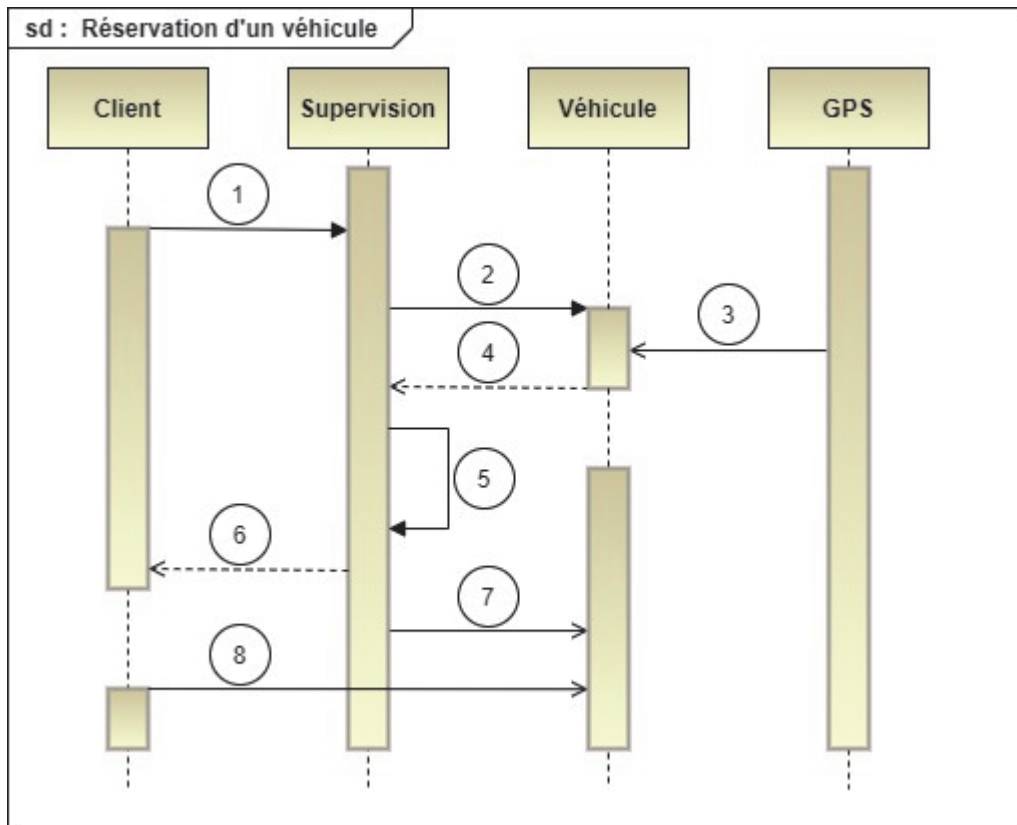 sd : Réservation d'un véhicule
Client
Supervision
Véhicule
GPS
1
2
3
4
5
6
7
8